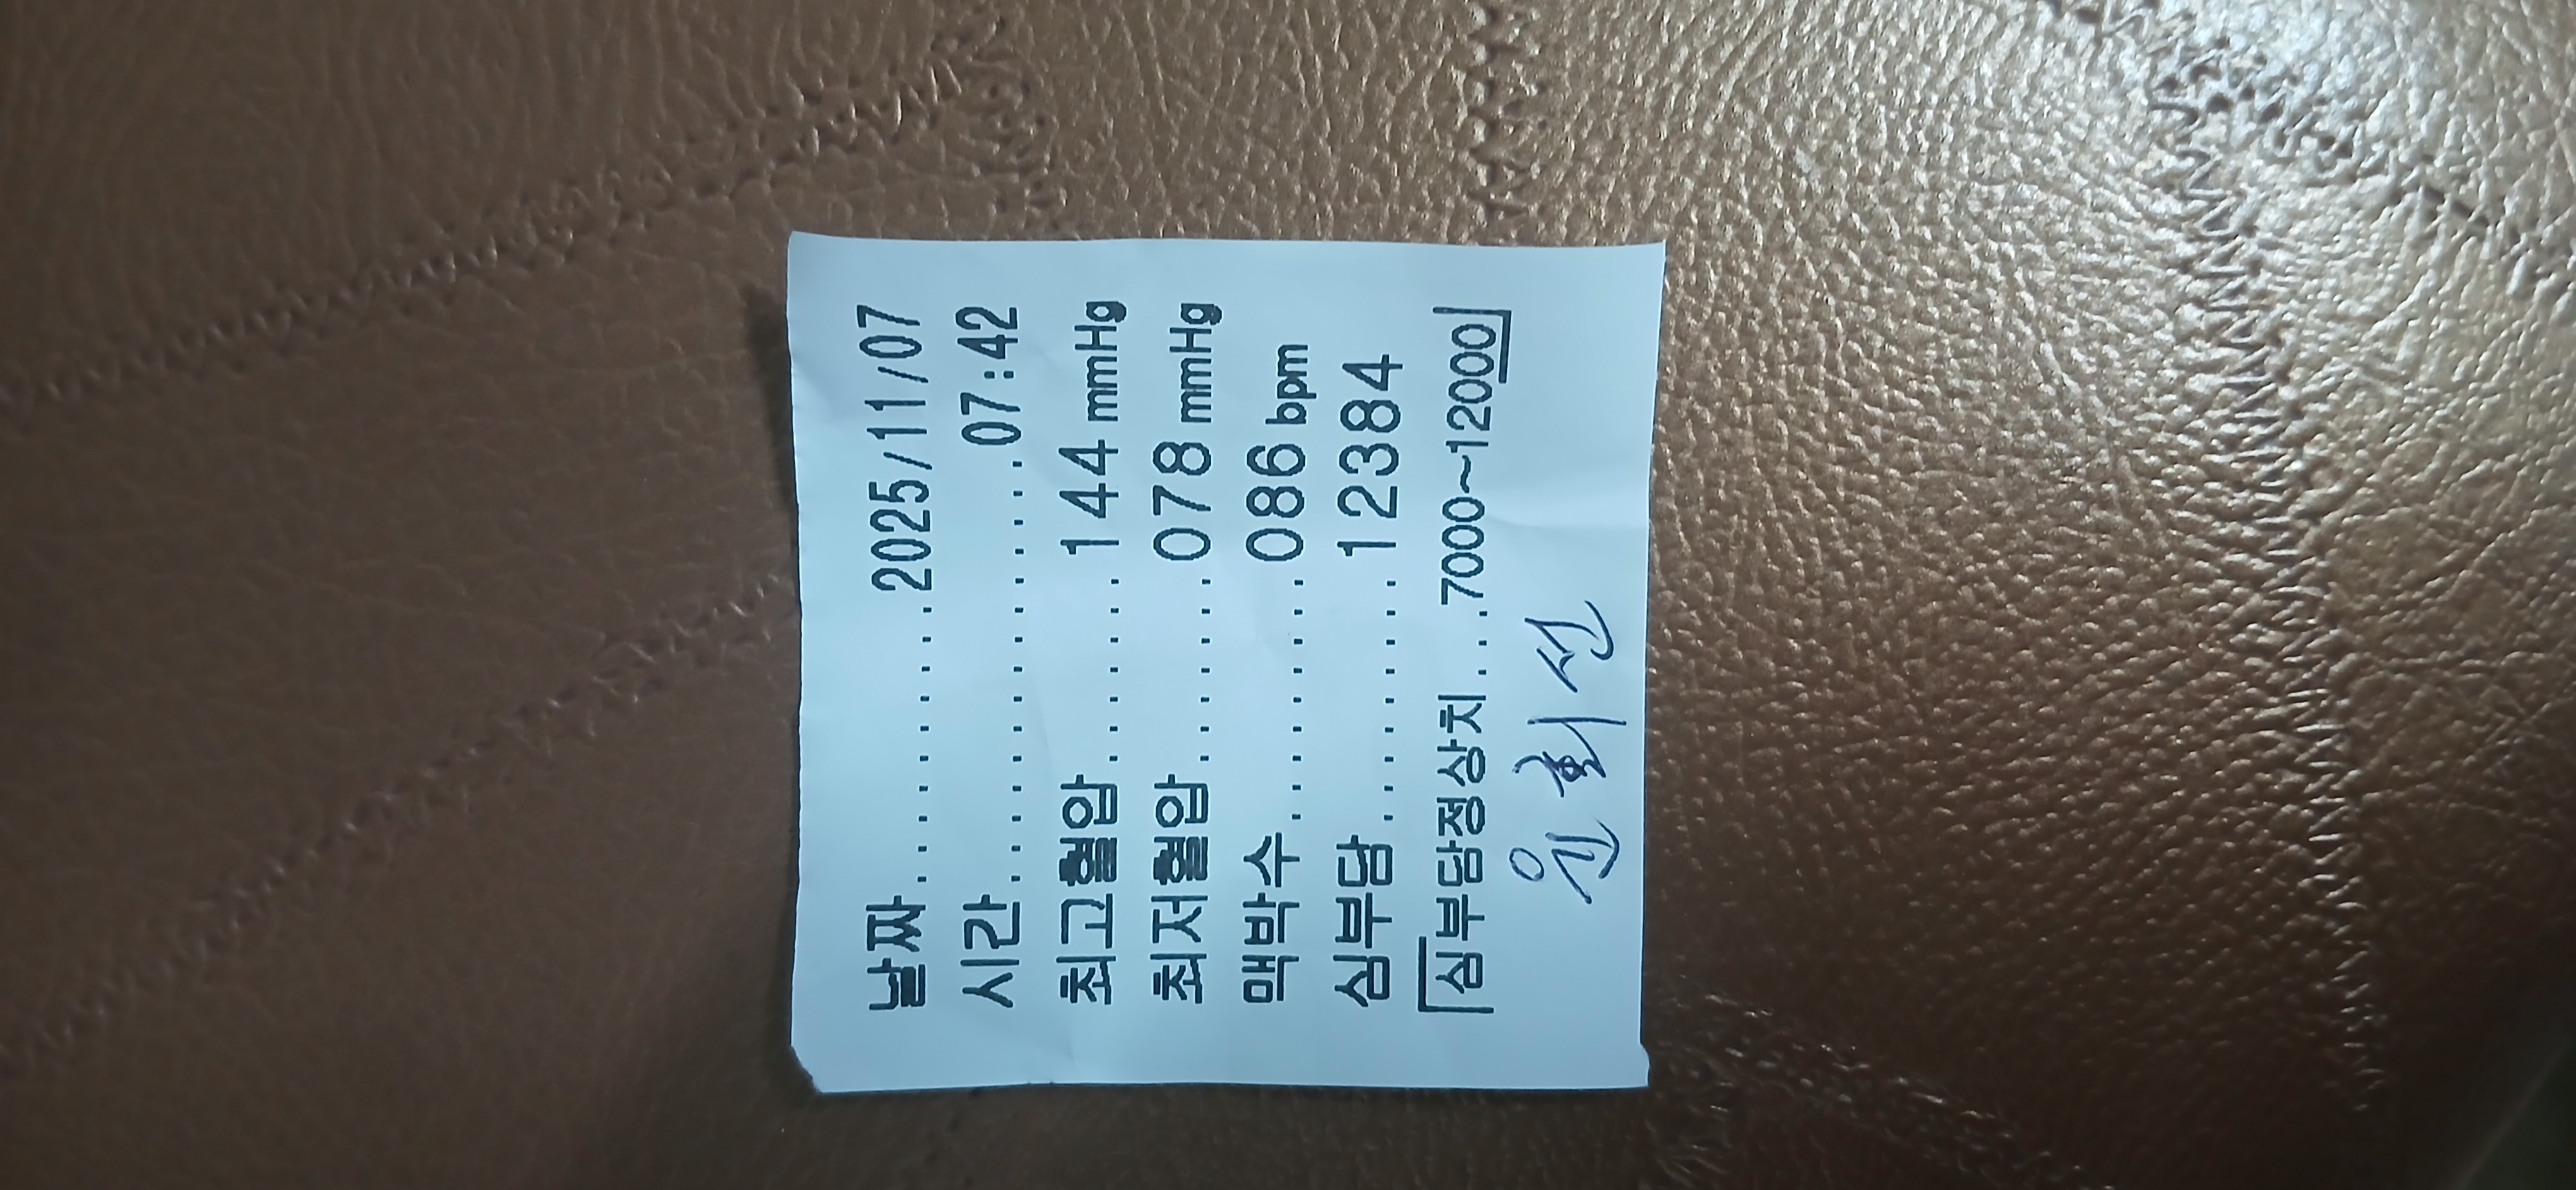 날짜.............2025/11/07
시간.................07:42
최고혈압........144 mmHg
최저혈압........078 mmHg
맥박수..........086 bpm
심부담..........12384
「심부담정상치...7000~12000」
원회선